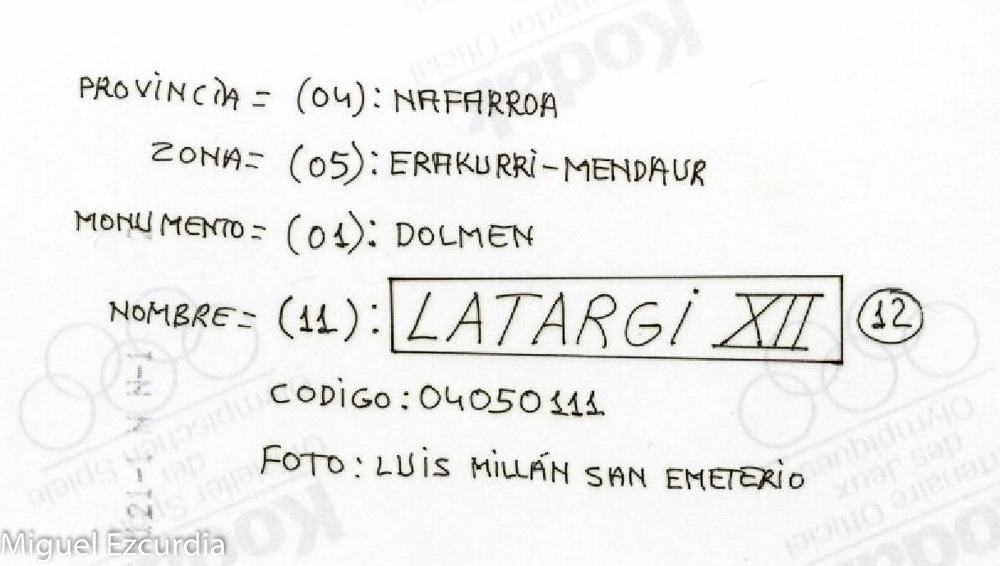 PROVINCIA = (04): NAFARROA
ZONA= (05): ERAKURRI-MENDAUR
MONUMENTO= (01): DOLMEN
NOMBRE= (11): LATARGI XII (12)
CODIGO: 04050111
FOTO: LUIS MILLÁN SAN EMETERIO
Miguel Ezcurdia